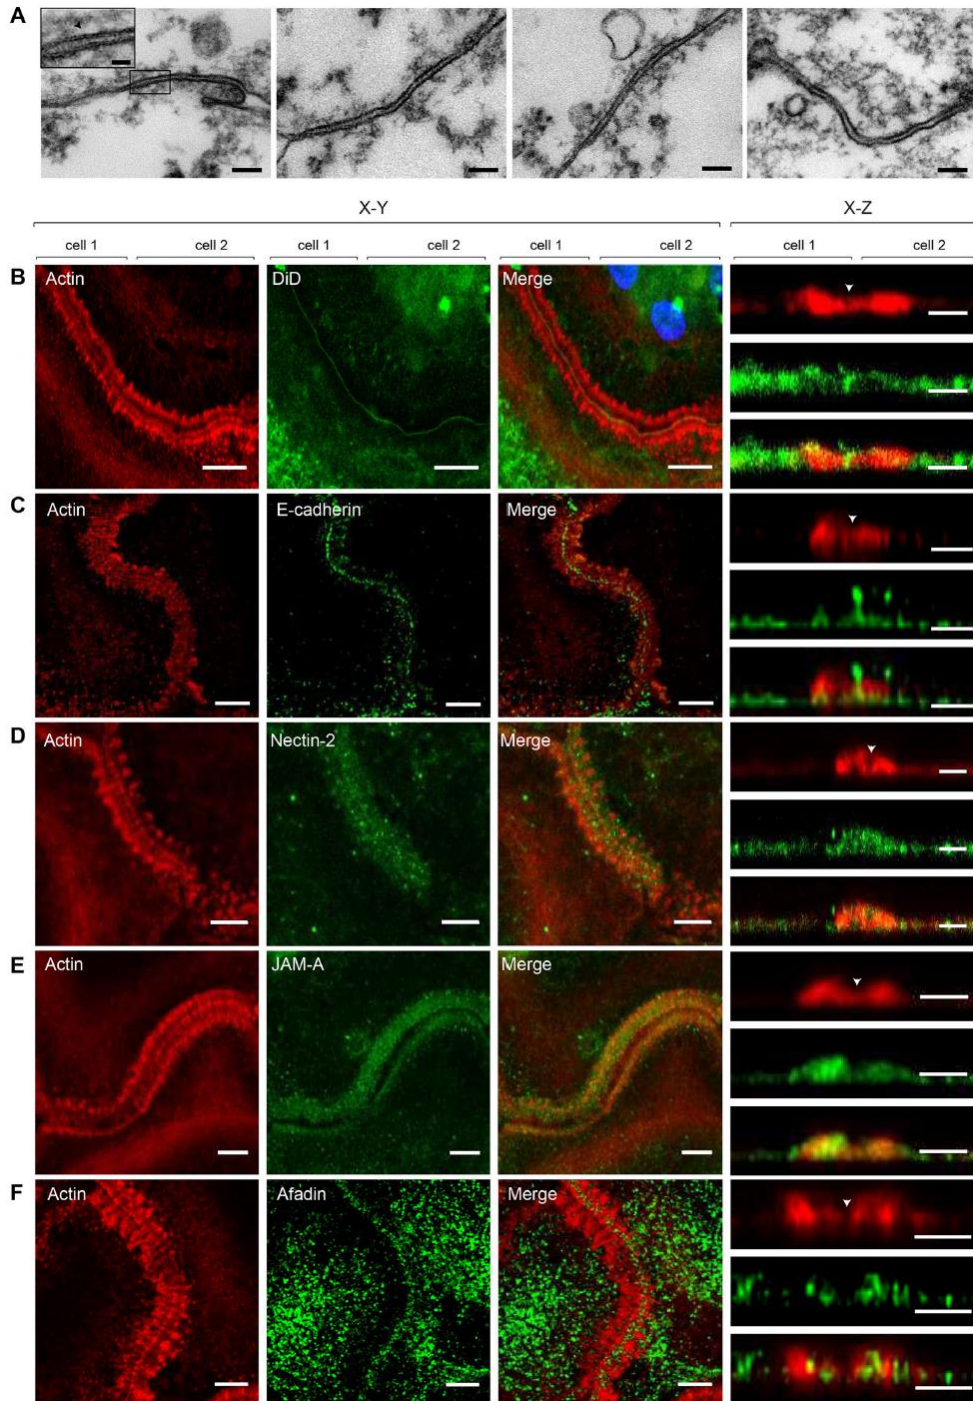 A
X-Y X-Z
cell 1 cell 2 cell 1 cell 2 cell 1 cell 2 cell 1 cell 2
B Actin DiD Merge
C Actin E-cadherin Merge
D Actin Nectin-2 Merge
E Actin JAM-A Merge
F Actin Afadin Merge